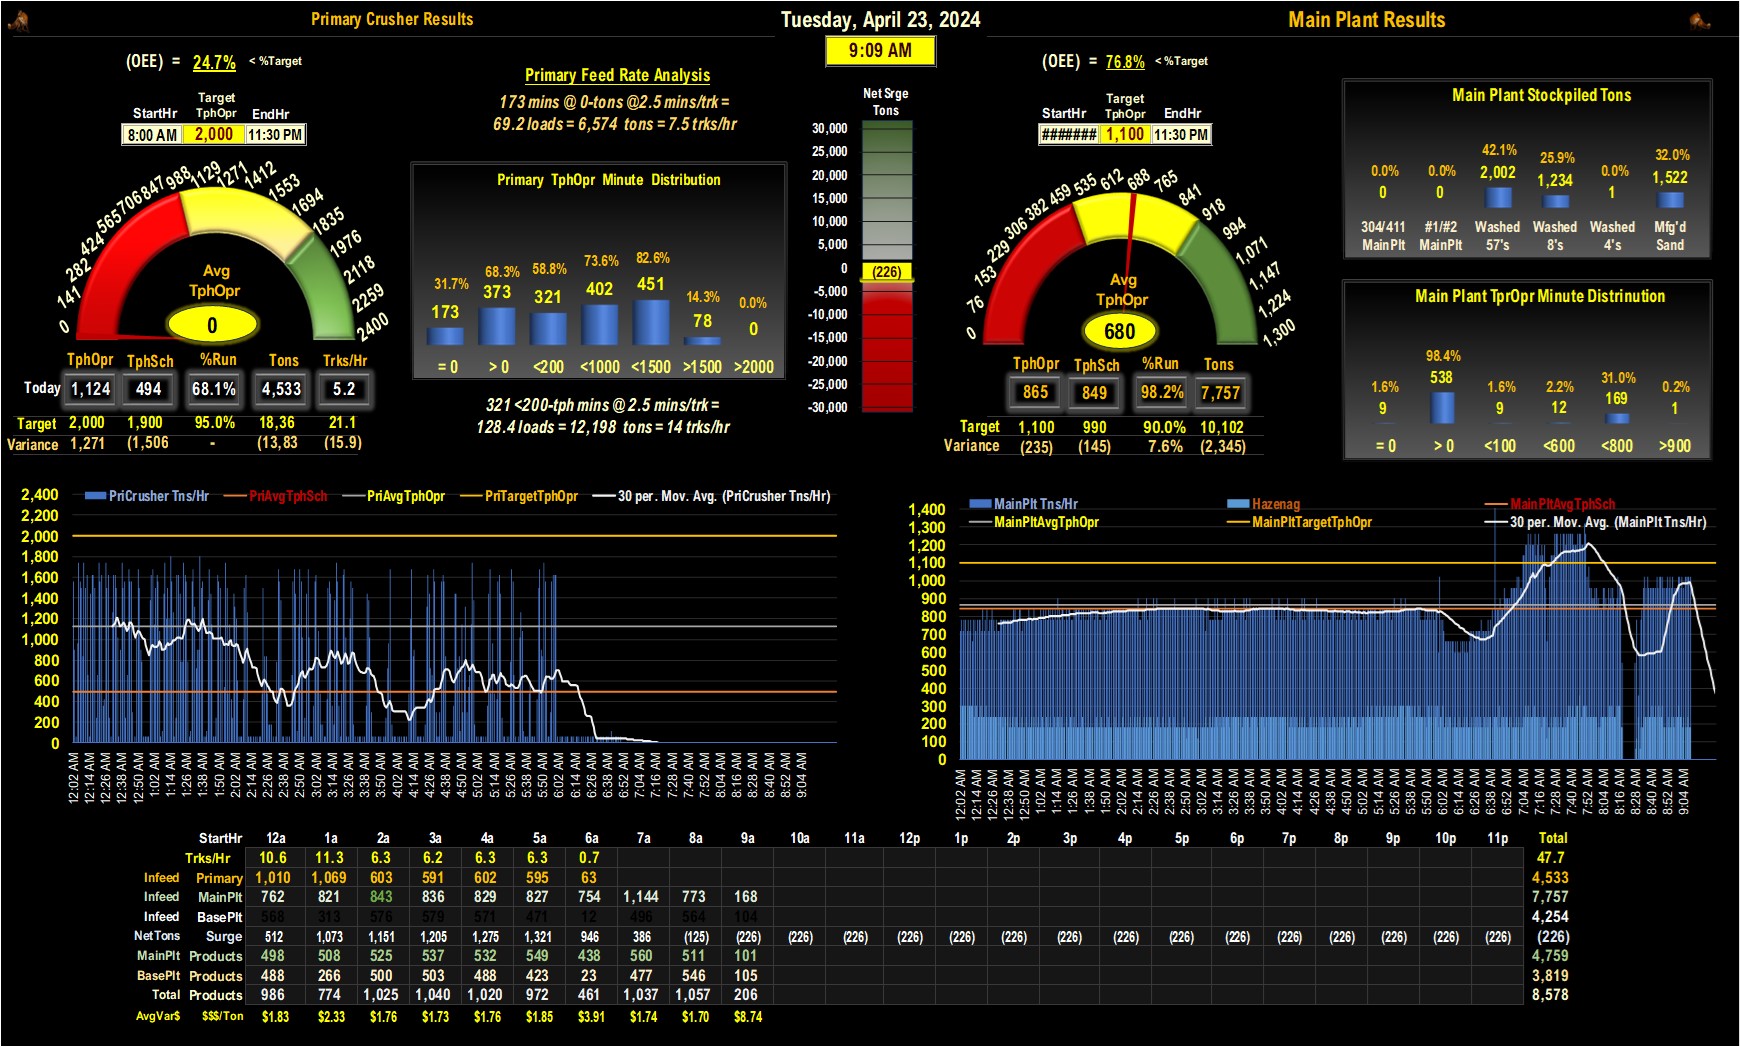 Primary Crusher Results
Tuesday, April 23, 2024
Main Plant Results
9:09 AM
(OEE) = 24.7% < %Target
StartHr Target TphOpr EndHr
8:00 AM 2,000 11:30 PM
0 141 282 424 565 706 847 988 1129 1271 1412 1553 1694 1835 1976 2118 2259 2400
Avg
TphOpr
0
TphOpr TphSch %Run Tons Trks/Hr
Today 1,124 494 68.1% 4,533 5.2
Target 2,000 1,900 95.0% 18,36 21.1
Variance 1,271 (1,506 - (13,83 (15.9)
Primary Feed Rate Analysis
173 mins @ 0-tons @2.5 mins/trk =
69.2 loads = 6,574 tons = 7.5 trks/hr
Primary TphOpr Minute Distribution
31.7% 68.3% 58.8% 73.6% 82.6% 14.3% 0.0%
173 373 321 402 451 78 0
= 0 > 0 <200 <1000 <1500 >1500 >2000
321 <200-tph mins @ 2.5 mins/trk =
128.4 loads = 12,198 tons = 14 trks/hr
Net Srge
Tons
30,000
25,000
20,000
15,000
10,000
5,000
0
(226)
-5,000
-10,000
-15,000
-20,000
-25,000
-30,000
(OEE) = 76.8% < %Target
StartHr Target TphOpr EndHr
####### 1,100 11:30 PM
0 76 153 229 306 382 459 535 612 688 765 841 918 994 1,071 1,147 1,224 1,300
Avg
TphOpr
680
TphOpr TphSch %Run Tons
865 849 98.2% 7,757
Target 1,100 990 90.0% 10,102
Variance (235) (145) 7.6% (2,345)
Main Plant Stockpiled Tons
0.0% 0.0% 42.1% 25.9% 0.0% 32.0%
0 0 2,002 1,234 1 1,522
304/411 #1/#2 Washed Washed Washed Mfg'd
MainPlt MainPlt 57's 8's 4's Sand
Main Plant TprOpr Minute Distrinution
1.6% 98.4% 1.6% 2.2% 31.0% 0.2%
9 538 9 12 169 1
= 0 > 0 <100 <600 <800 >900
PriCrusher Tns/Hr PriAvgTphSch PriAvgTphOpr PriTargetTphOpr 30 per. Mov. Avg. (PriCrusher Tns/Hr)
2,400
2,200
2,000
1,800
1,600
1,400
1,200
1,000
800
600
400
200
0
12:02 AM 12:14 AM 12:26 AM 12:38 AM 12:50 AM 1:02 AM 1:14 AM 1:26 AM 1:38 AM 1:50 AM 2:02 AM 2:14 AM 2:26 AM 2:38 AM 2:50 AM 3:02 AM 3:14 AM 3:26 AM 3:38 AM 3:50 AM 4:02 AM 4:14 AM 4:26 AM 4:38 AM 4:50 AM 5:02 AM 5:14 AM 5:26 AM 5:38 AM 5:50 AM 6:02 AM 6:14 AM 6:26 AM 6:38 AM 6:52 AM 7:04 AM 7:16 AM 7:28 AM 7:40 AM 7:52 AM 8:04 AM 8:16 AM 8:28 AM 8:40 AM 8:52 AM 9:04 AM
MainPlt Tns/Hr Hazenag MainPltAvgTphSch
MainPltAvgTphOpr MainPltTargetTphOpr 30 per. Mov. Avg. (MainPlt Tns/Hr)
1,400
1,300
1,200
1,100
1,000
900
800
700
600
500
400
300
200
100
0
12:02 AM 12:14 AM 12:26 AM 12:38 AM 12:50 AM 1:02 AM 1:14 AM 1:26 AM 1:38 AM 1:50 AM 2:02 AM 2:14 AM 2:26 AM 2:38 AM 2:50 AM 3:02 AM 3:14 AM 3:26 AM 3:38 AM 3:50 AM 4:02 AM 4:14 AM 4:26 AM 4:38 AM 4:50 AM 5:02 AM 5:14 AM 5:26 AM 5:38 AM 5:50 AM 6:02 AM 6:14 AM 6:26 AM 6:38 AM 6:52 AM 7:04 AM 7:16 AM 7:28 AM 7:40 AM 7:52 AM 8:04 AM 8:16 AM 8:28 AM 8:40 AM 8:52 AM 9:04 AM
StartHr 12a 1a 2a 3a 4a 5a 6a 7a 8a 9a 10a 11a 12p 1p 2p 3p 4p 5p 6p 7p 8p 9p 10p 11p Total
Trks/Hr 10.6 11.3 6.3 6.2 6.3 6.3 0.7 47.7
Infeed Primary 1,010 1,069 603 591 602 595 63 4,533
Infeed MainPlt 762 821 843 836 829 827 754 1,144 773 168 7,757
Infeed BasePlt 568 313 576 579 571 471 12 496 564 104 4,254
NetTons Surge 512 1,073 1,151 1,205 1,275 1,321 946 386 (125) (226) (226) (226) (226) (226) (226) (226) (226) (226) (226) (226) (226) (226) (226) (226) (226)
MainPlt Products 498 508 525 537 532 549 438 560 511 101 4,759
BasePlt Products 488 266 500 503 488 423 23 477 546 105 3,819
Total Products 986 774 1,025 1,040 1,020 972 461 1,037 1,057 206 8,578
AvgVar$ $$$/Ton $1.83 $2.33 $1.76 $1.73 $1.76 $1.85 $3.91 $1.74 $1.70 $8.74